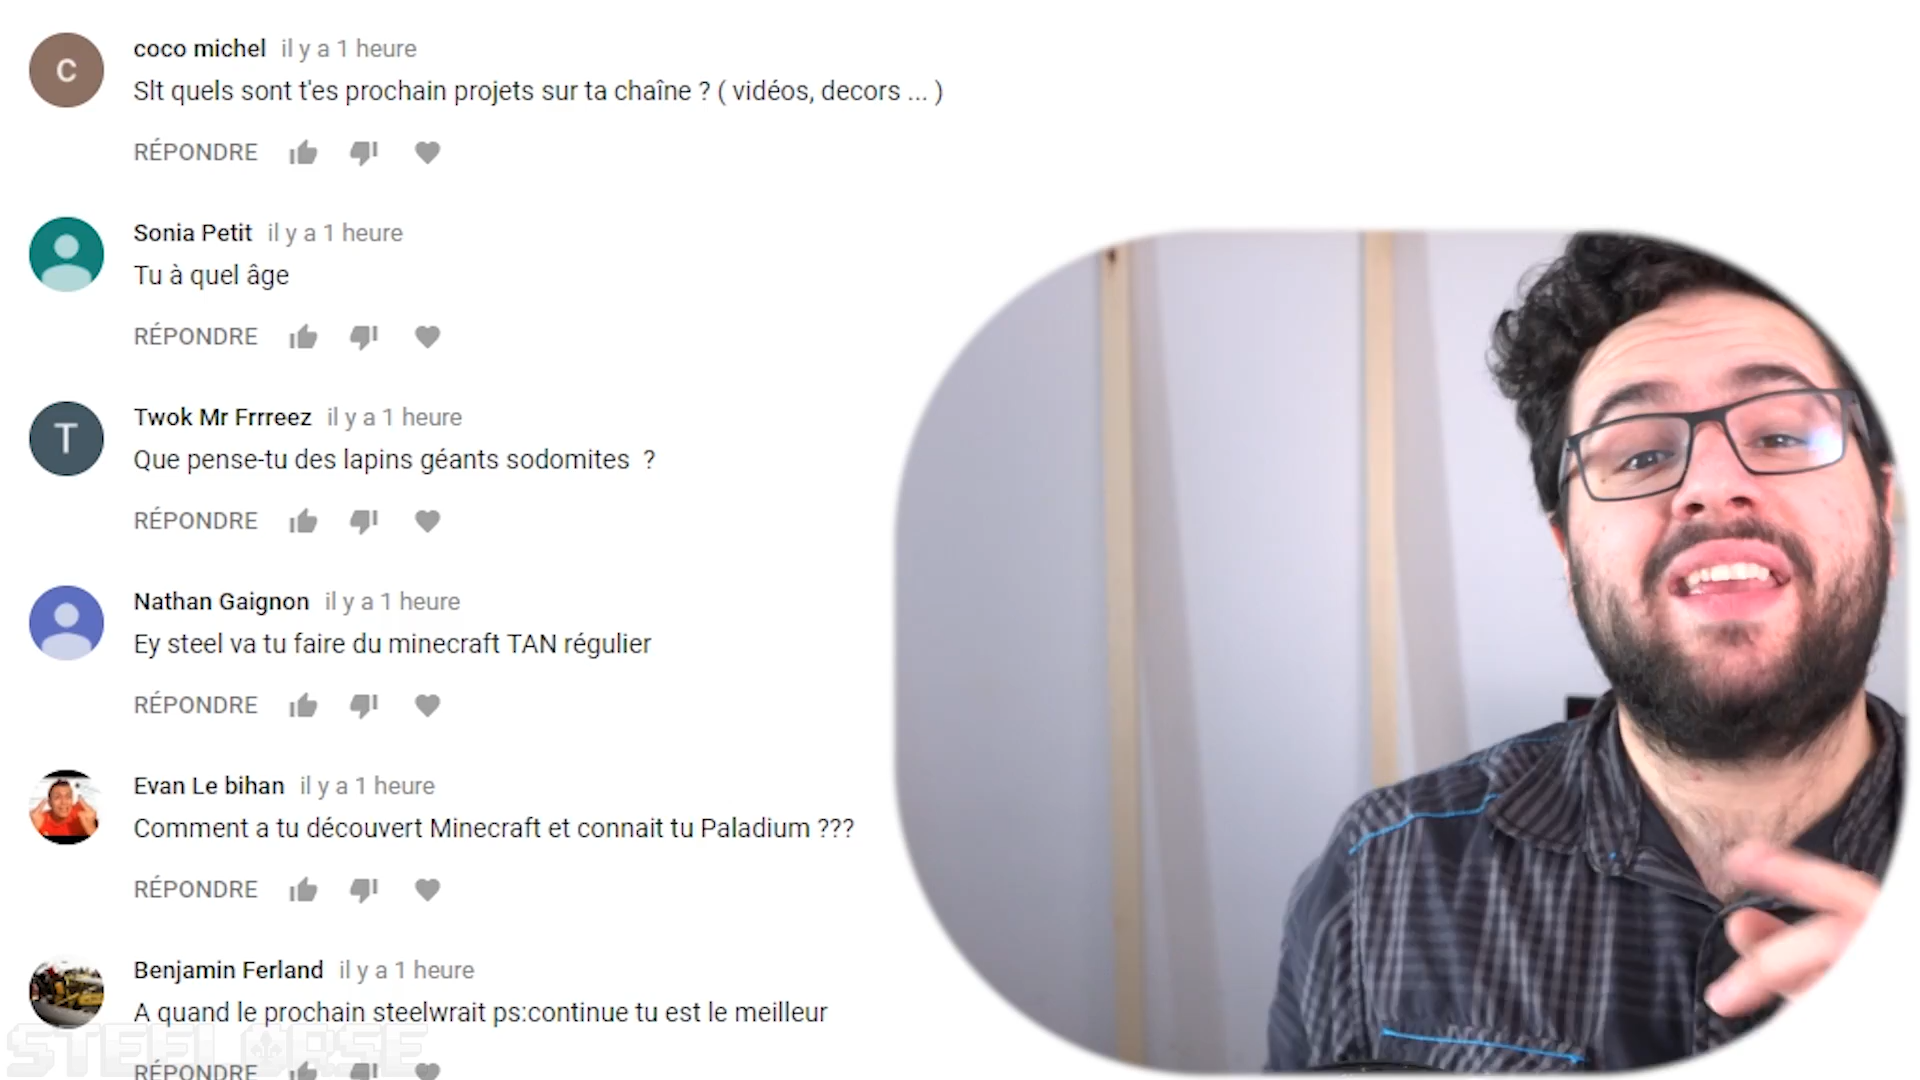 C
coco michel il y a 1 heure
Slt quels sont t'es prochain projets sur ta chaîne ? ( vidéos, decors ... )
RÉPONDRE
Sonia Petit il y a 1 heure
Tu à quel âge
RÉPONDRE
T
Twok Mr Frrreez il y a 1 heure
Que pense-tu des lapins géants sodomites ?
RÉPONDRE
Nathan Gaignon il y a 1 heure
Ey steel va tu faire du minecraft TAN régulier
RÉPONDRE
Evan Le bihan il y a 1 heure
Comment a tu découvert Minecraft et connait tu Paladium ???
RÉPONDRE
Benjamin Ferland il y a 1 heure
A quand le prochain steelwrait ps:continue tu est le meilleur
STEELORSE
RÉPONDRE